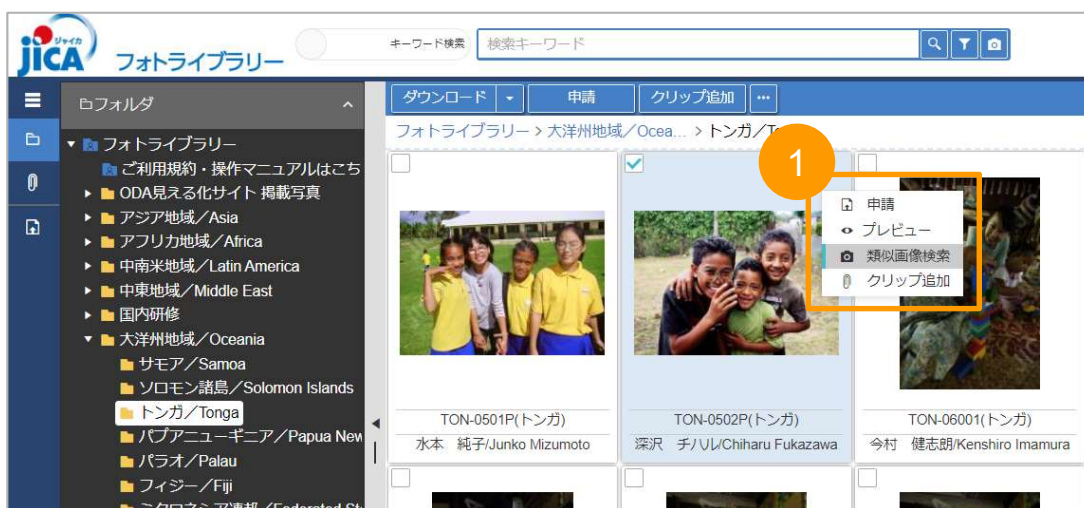 ジャイカ
JICA
フォトライブラリー
キーワード検索
検索キーワード
フォルダ
フォトライブラリー
ご利用規約・操作マニュアルはこち
ODA見える化サイト 掲載写真
アジア地域／Asia
アフリカ地域／Africa
中南米地域／Latin America
中東地域／Middle East
国内研修
大洋州地域／Oceania
サモア／Samoa
ソロモン諸島／Solomon Islands
トンガ／Tonga
パプアニューギニア／Papua New
パラオ／Palau
フィジー／Fiji
ミクロネシア連邦／Federated St
ダウンロード
申請
クリップ追加
...
フォトライブラリー > 大洋州地域／Ocea... > トンガ／To
1
申請
プレビュー
類似画像検索
クリップ追加
TON-0501P(トンガ)
水本 純子/Junko Mizumoto
TON-0502P(トンガ)
深沢 チハル/Chiharu Fukazawa
TON-06001(トンガ)
今村 健志朗/Kenshiro Imamura